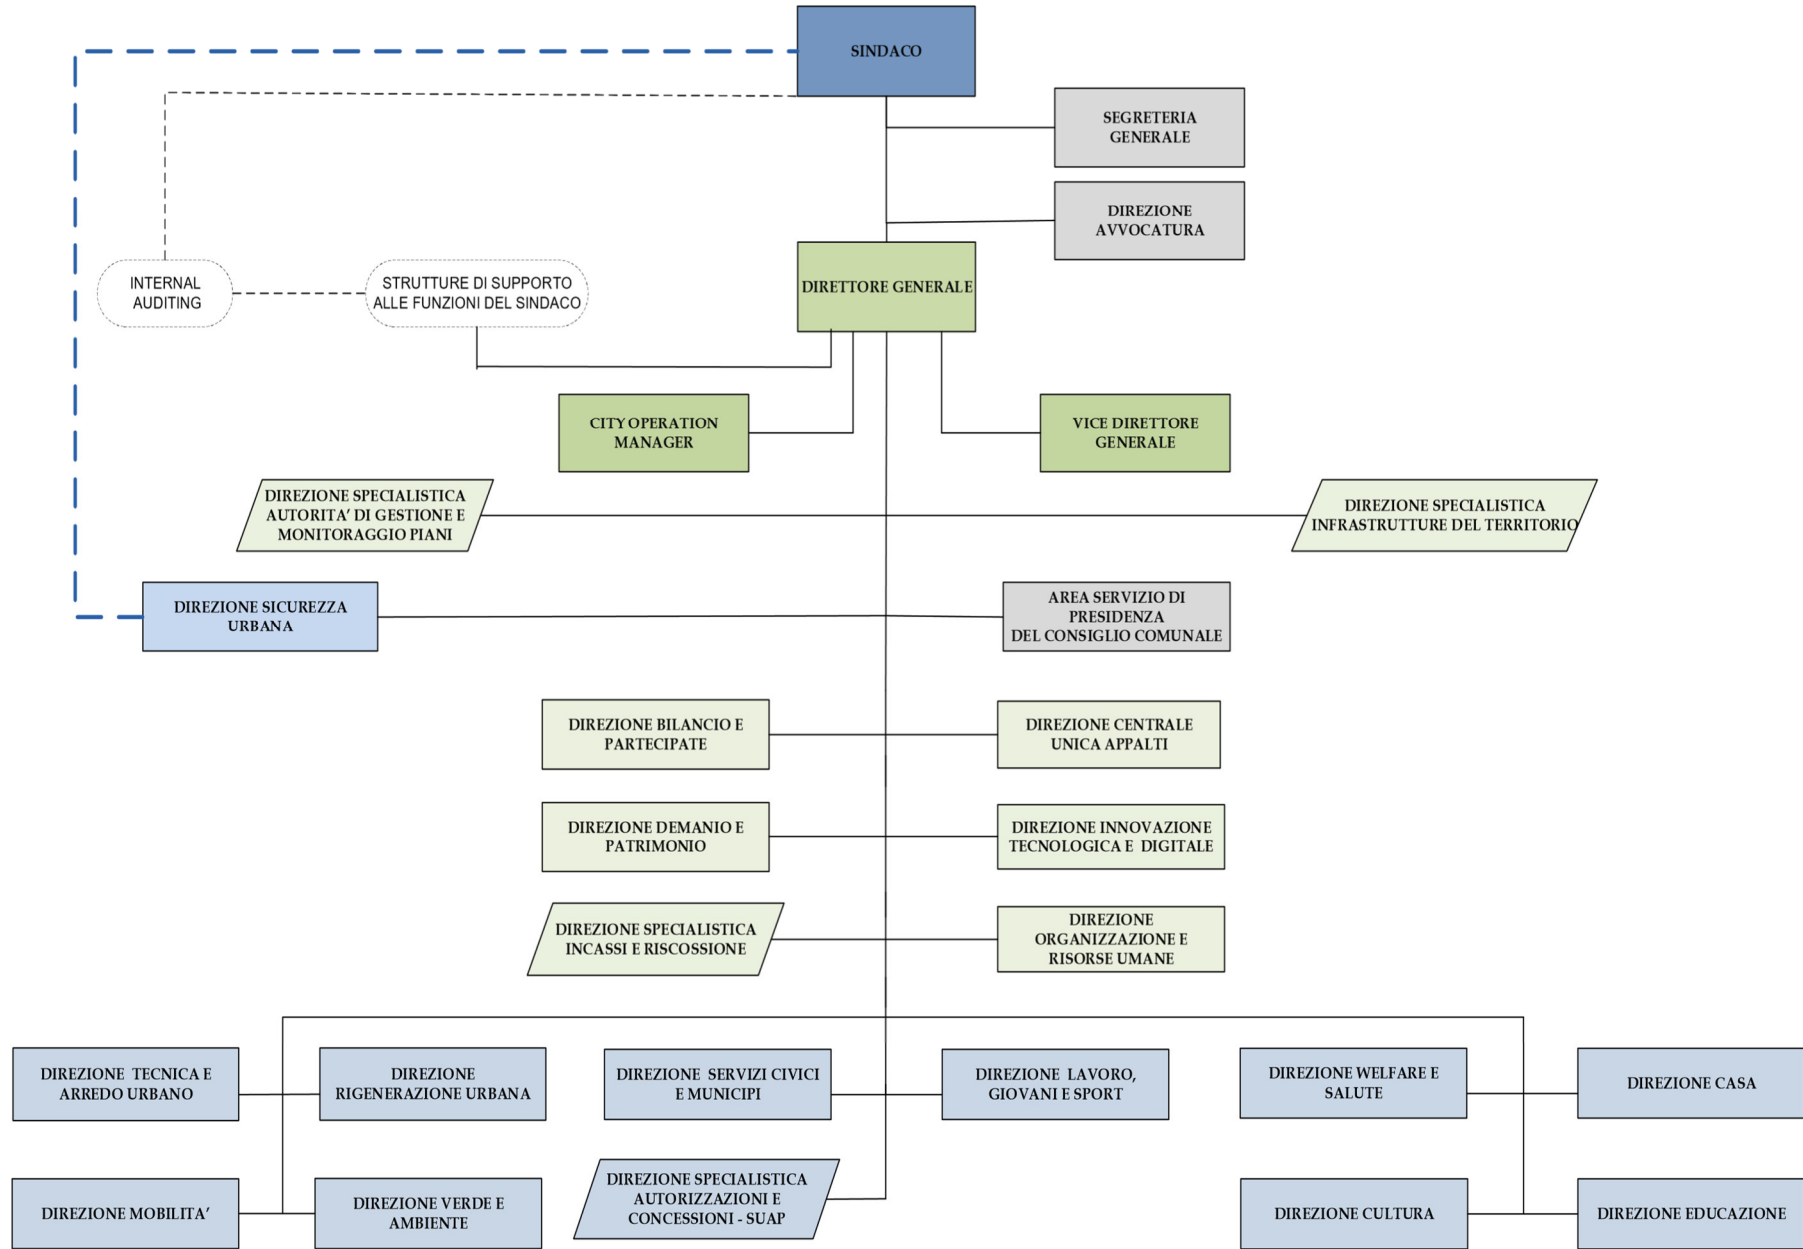 SINDACO
SEGRETERIA
GENERALE
DIREZIONE
AVVOCATURA
INTERNAL
AUDITING
STRUTTURE DI SUPPORTO
ALLE FUNZIONI DEL SINDACO
DIRETTORE GENERALE
CITY OPERATION
MANAGER
VICE DIRETTORE
GENERALE
DIREZIONE SPECIALISTICA
AUTORITA' DI GESTIONE E
MONITORAGGIO PIANI
DIREZIONE SPECIALISTICA
INFRASTRUTTURE DEL TERRITORIO
DIREZIONE SICUREZZA
URBANA
AREA SERVIZIO DI
PRESIDENZA
DEL CONSIGLIO COMUNALE
DIREZIONE BILANCIO E
PARTECIPATE
DIREZIONE CENTRALE
UNICA APPALTI
DIREZIONE DEMANIO E
PATRIMONIO
DIREZIONE INNOVAZIONE
TECNOLOGICA E DIGITALE
DIREZIONE SPECIALISTICA
INCASSI E RISCOSSIONE
DIREZIONE
ORGANIZZAZIONE E
RISORSE UMANE
DIREZIONE TECNICA E
ARREDO URBANO
DIREZIONE
RIGENERAZIONE URBANA
DIREZIONE SERVIZI CIVICI
E MUNICIPI
DIREZIONE LAVORO,
GIOVANI E SPORT
DIREZIONE WELFARE E
SALUTE
DIREZIONE CASA
DIREZIONE MOBILITA'
DIREZIONE VERDE E
AMBIENTE
DIREZIONE SPECIALISTICA
AUTORIZZAZIONI E
CONCESSIONI - SUAP
DIREZIONE CULTURA
DIREZIONE EDUCAZIONE